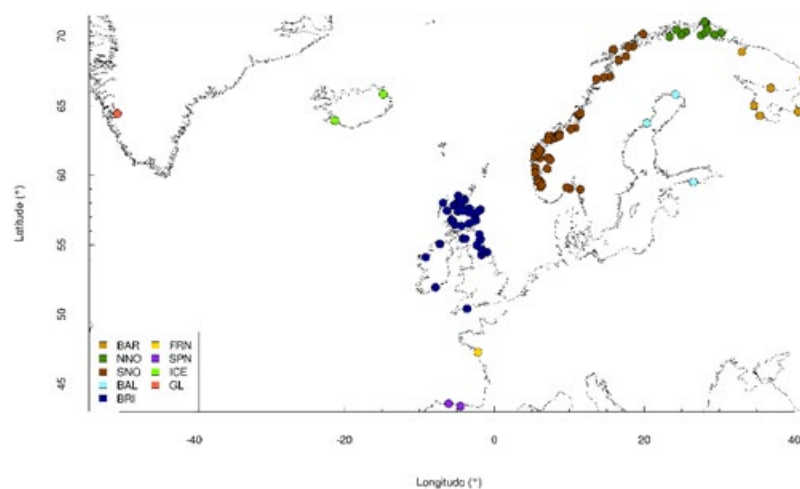 70
65
60
55
50
45
Latitude (°)
BAR FRN
NNO SPN
SNO ICE
BAL GL
BRI
-40 -20 0 20 40
Longitude (°)